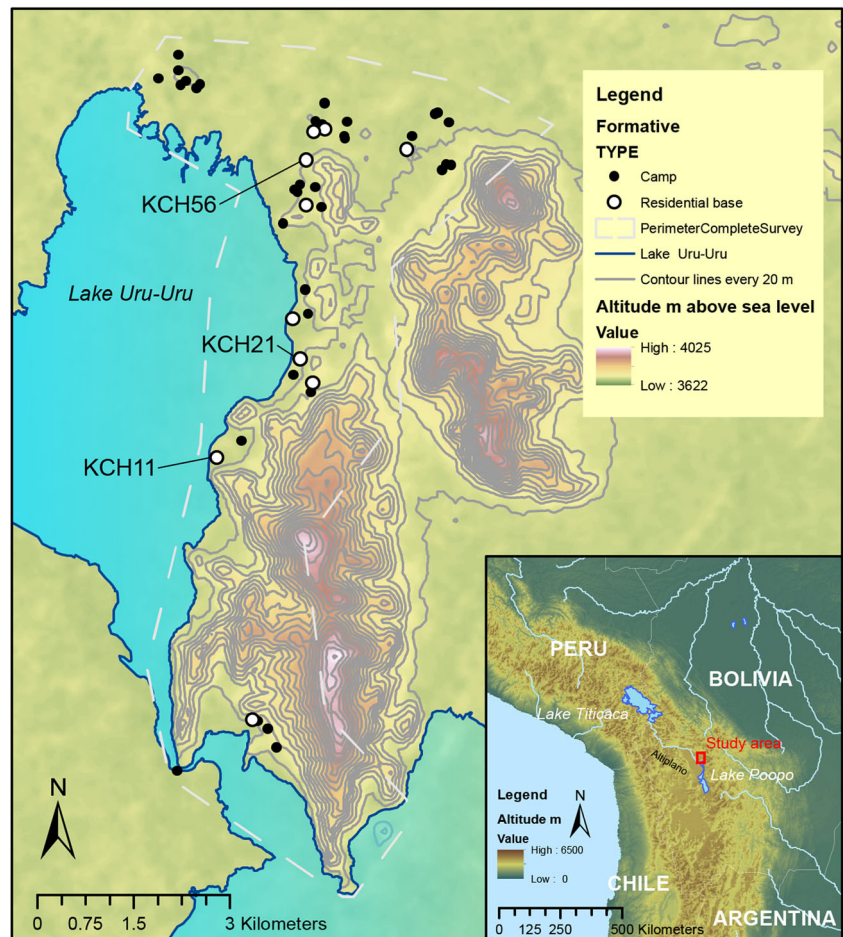 Legend
Formative
TYPE
Camp
Residential base
PerimeterCompleteSurvey
Lake Uru-Uru
Contour lines every 20 m
Altitude m above sea level
Value
High : 4025
Low : 3622
KCH56
Lake Uru-Uru
KCH21
KCH11
N
0 0.75 1.5 3 Kilometers
PERU
BOLIVIA
Lake Titicaca
Study area
Altiplano
Lake Poopo
Legend
Altitude m
Value
High : 6500
Low : 0
N
CHILE
0 125 250 500 Kilometers
ARGENTINA